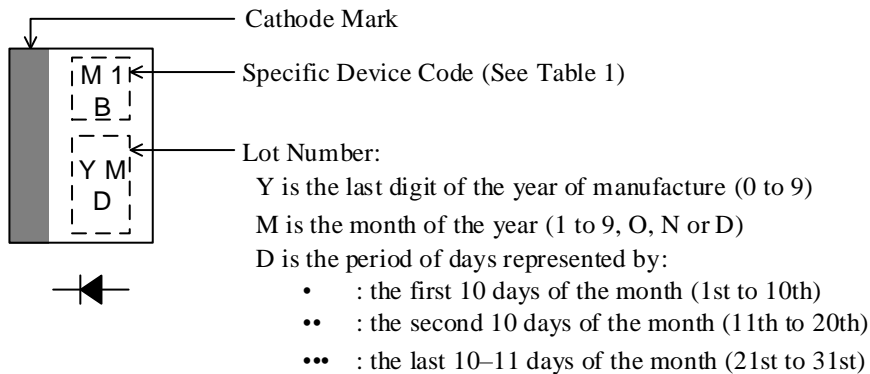 Cathode Mark
M 1
B
Specific Device Code (See Table 1)
Y M
D
Lot Number:
Y is the last digit of the year of manufacture (0 to 9)
M is the month of the year (1 to 9, O, N or D)
D is the period of days represented by:
• : the first 10 days of the month (1st to 10th)
•• : the second 10 days of the month (11th to 20th)
••• : the last 10–11 days of the month (21st to 31st)